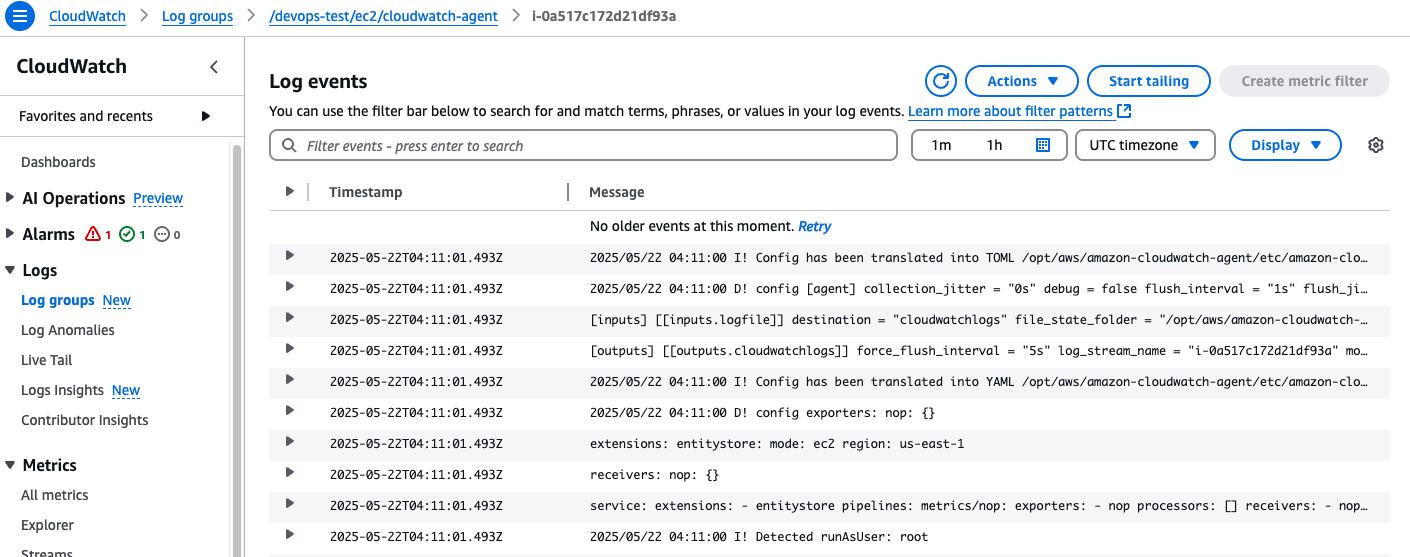 CloudWatch > Log groups > /devops-test/ec2/cloudwatch-agent > i-0a517c172d21df93a
CloudWatch
Favorites and recents
Dashboards
AI Operations Preview
Alarms 1 1 0
Logs
Log groups New
Log Anomalies
Live Tail
Logs Insights New
Contributor Insights
Metrics
All metrics
Explorer
Streams
Log events
Actions
Start tailing
Create metric filter
You can use the filter bar below to search for and match terms, phrases, or values in your log events. Learn more about filter patterns
Filter events - press enter to search
1m 1h UTC timezone Display
Timestamp Message
No older events at this moment. Retry
2025-05-22T04:11:01.493Z 2025/05/22 04:11:00 I! Config has been translated into TOML /opt/aws/amazon-cloudwatch-agent/etc/amazon-clo…
2025-05-22T04:11:01.493Z 2025/05/22 04:11:00 D! config [agent] collection_jitter = "0s" debug = false flush_interval = "1s" flush_ji…
2025-05-22T04:11:01.493Z [inputs] [[inputs.logfile]] destination = "cloudwatchlogs" file_state_folder = "/opt/aws/amazon-cloudwatch-…
2025-05-22T04:11:01.493Z [outputs] [[outputs.cloudwatchlogs]] force_flush_interval = "5s" log_stream_name = "i-0a517c172d21df93a" mo…
2025-05-22T04:11:01.493Z 2025/05/22 04:11:00 I! Config has been translated into YAML /opt/aws/amazon-cloudwatch-agent/etc/amazon-clo…
2025-05-22T04:11:01.493Z 2025/05/22 04:11:00 D! config exporters: nop: {}
2025-05-22T04:11:01.493Z extensions: entitystore: mode: ec2 region: us-east-1
2025-05-22T04:11:01.493Z receivers: nop: {}
2025-05-22T04:11:01.493Z service: extensions: - entitystore pipelines: metrics/nop: exporters: - nop processors: [] receivers: - nop…
2025-05-22T04:11:01.493Z 2025/05/22 04:11:00 I! Detected runAsUser: root